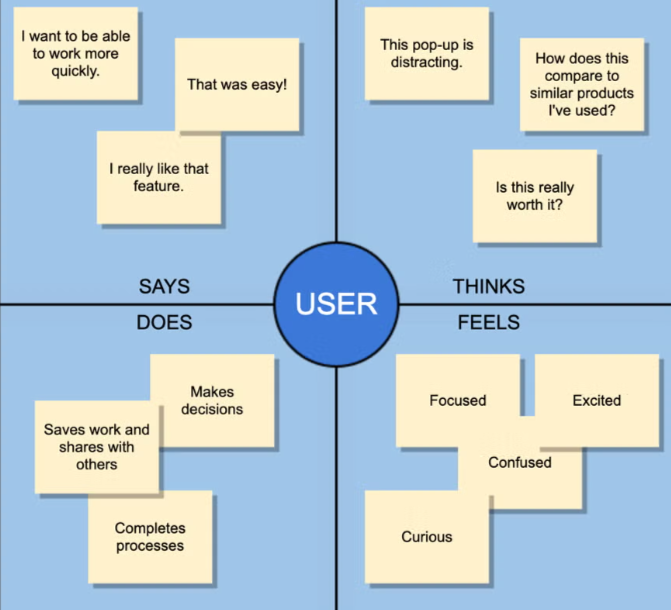 I want to be able
to work more
quickly.
That was easy!
I really like that
feature.
SAYS
This pop-up is
distracting.
How does this
compare to
similar products
I've used?
Is this really
worth it?
THINKS
USER
DOES
Makes
decisions
Saves work and
shares with
others
Completes
processes
FEELS
Focused
Excited
Confused
Curious